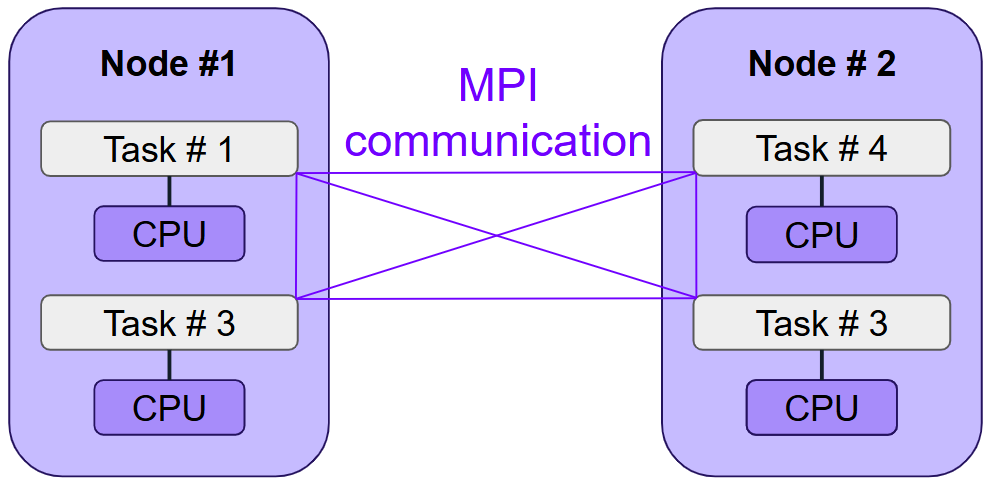 Node #1
Task # 1
CPU
Task # 3
CPU
MPI
communication
Node # 2
Task # 4
CPU
Task # 3
CPU